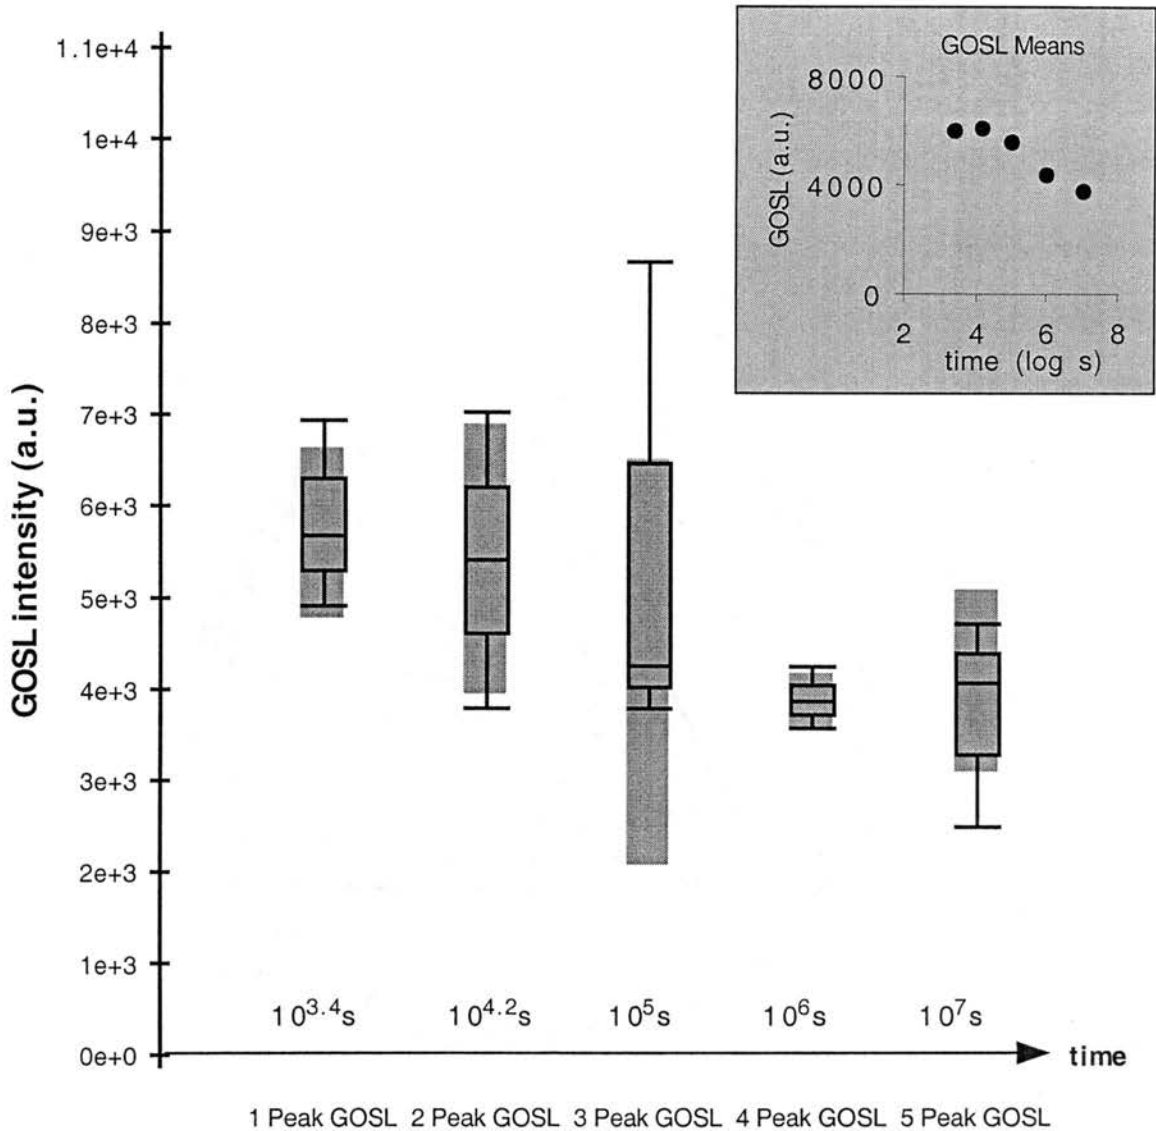 GOSL Means
8000
4000
0
GOSL (a.u.)
2 4 6 8
time (log s)
1.1e+4
1e+4
9e+3
8e+3
7e+3
6e+3
5e+3
4e+3
3e+3
2e+3
1e+3
0e+0
GOSL intensity (a.u.)
10^3.4s 10^4.2s 10^5s 10^6s 10^7s
time
1 Peak GOSL 2 Peak GOSL 3 Peak GOSL 4 Peak GOSL 5 Peak GOSL